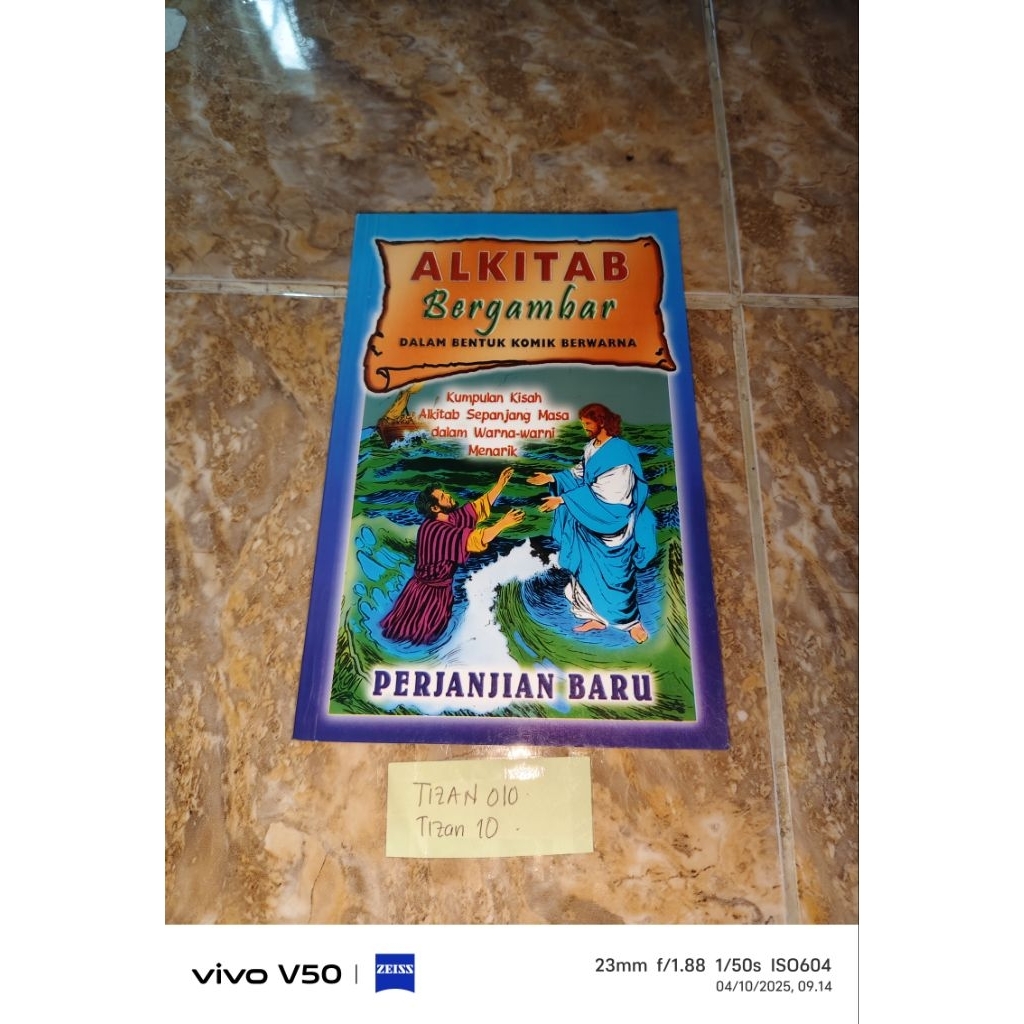 ALKITAB
Bergambar
DALAM BENTUK KOMIK BERWARNA
Kumpulan Kisah
Alkitab Sepanjang Masa
dalam Warna-warni
Menarik
PERJANJIAN BARU
TIZAN 010.
Tizan 10.
vivo V50 | ZEISS
23mm f/1.88 1/50s ISO604
04/10/2025, 09.14